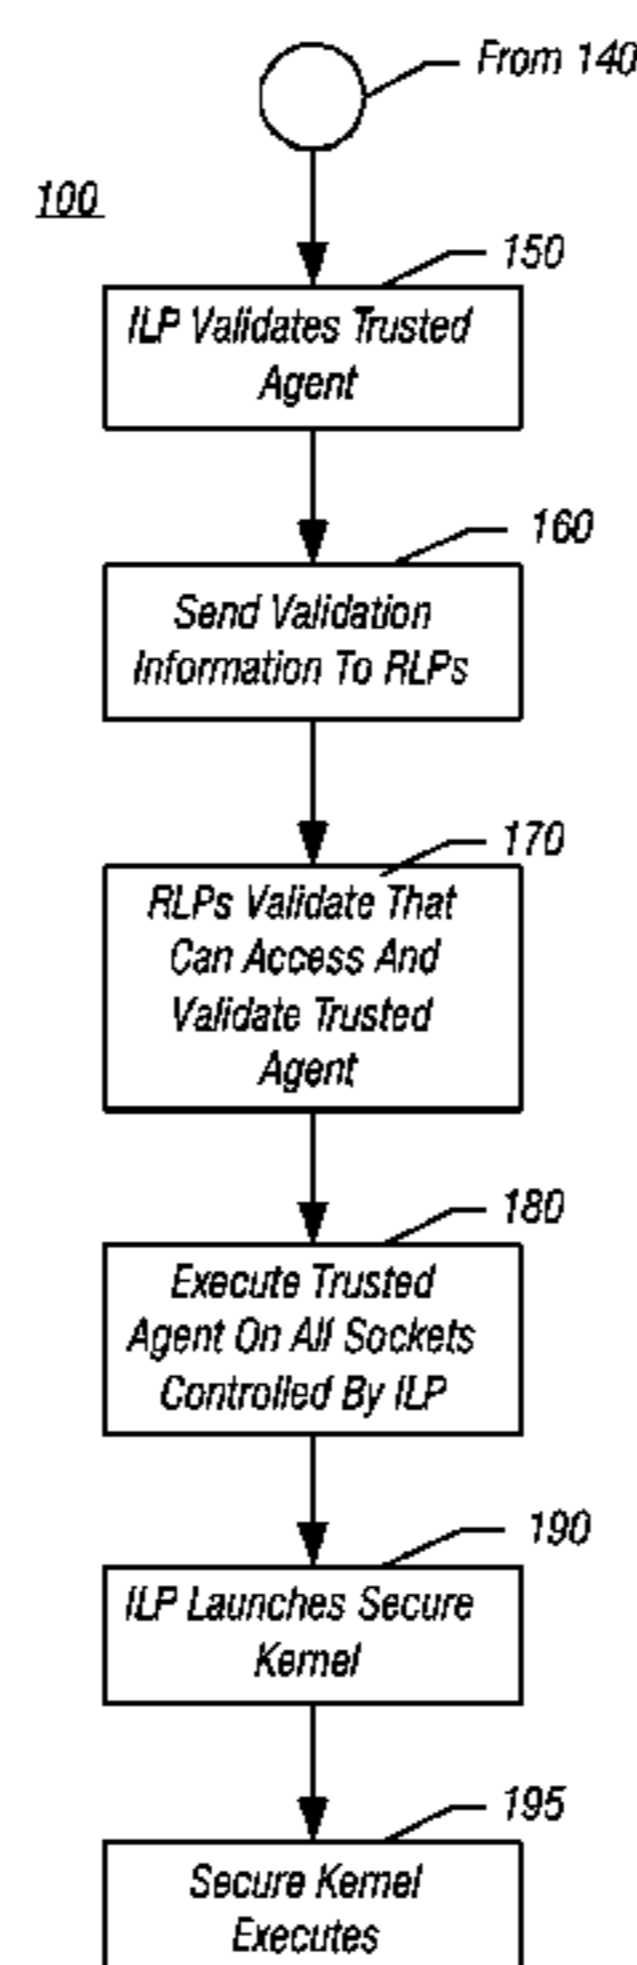 From 140
100
150
ILP Validates Trusted
Agent
160
Send Validation
Information To RLPs
170
RLPs Validate That
Can Access And
Validate Trusted
Agent
180
Execute Trusted
Agent On All Sockets
Controlled By ILP
190
ILP Launches Secure
Kernel
195
Secure Kernel
Executes